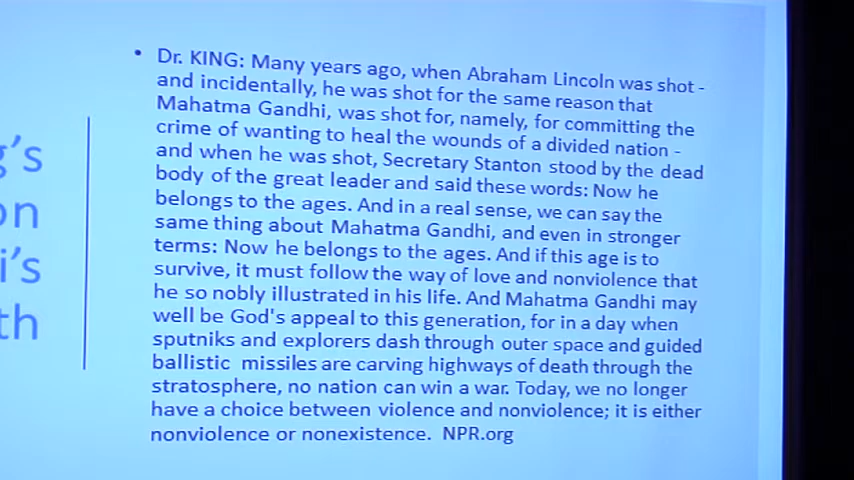 g's
on
i's
th
• Dr. KING: Many years ago, when Abraham Lincoln was shot -
and incidentally, he was shot for the same reason that
Mahatma Gandhi, was shot for, namely, for committing the
crime of wanting to heal the wounds of a divided nation -
and when he was shot, Secretary Stanton stood by the dead
body of the great leader and said these words: Now he
belongs to the ages. And in a real sense, we can say the
same thing about Mahatma Gandhi, and even in stronger
terms: Now he belongs to the ages. And if this age is to
survive, it must follow the way of love and nonviolence that
he so nobly illustrated in his life. And Mahatma Gandhi may
well be God's appeal to this generation, for in a day when
sputniks and explorers dash through outer space and guided
ballistic  missiles are carving highways of death through the
stratosphere, no nation can win a war. Today, we no longer
have a choice between violence and nonviolence; it is either
nonviolence or nonexistence.  NPR.org